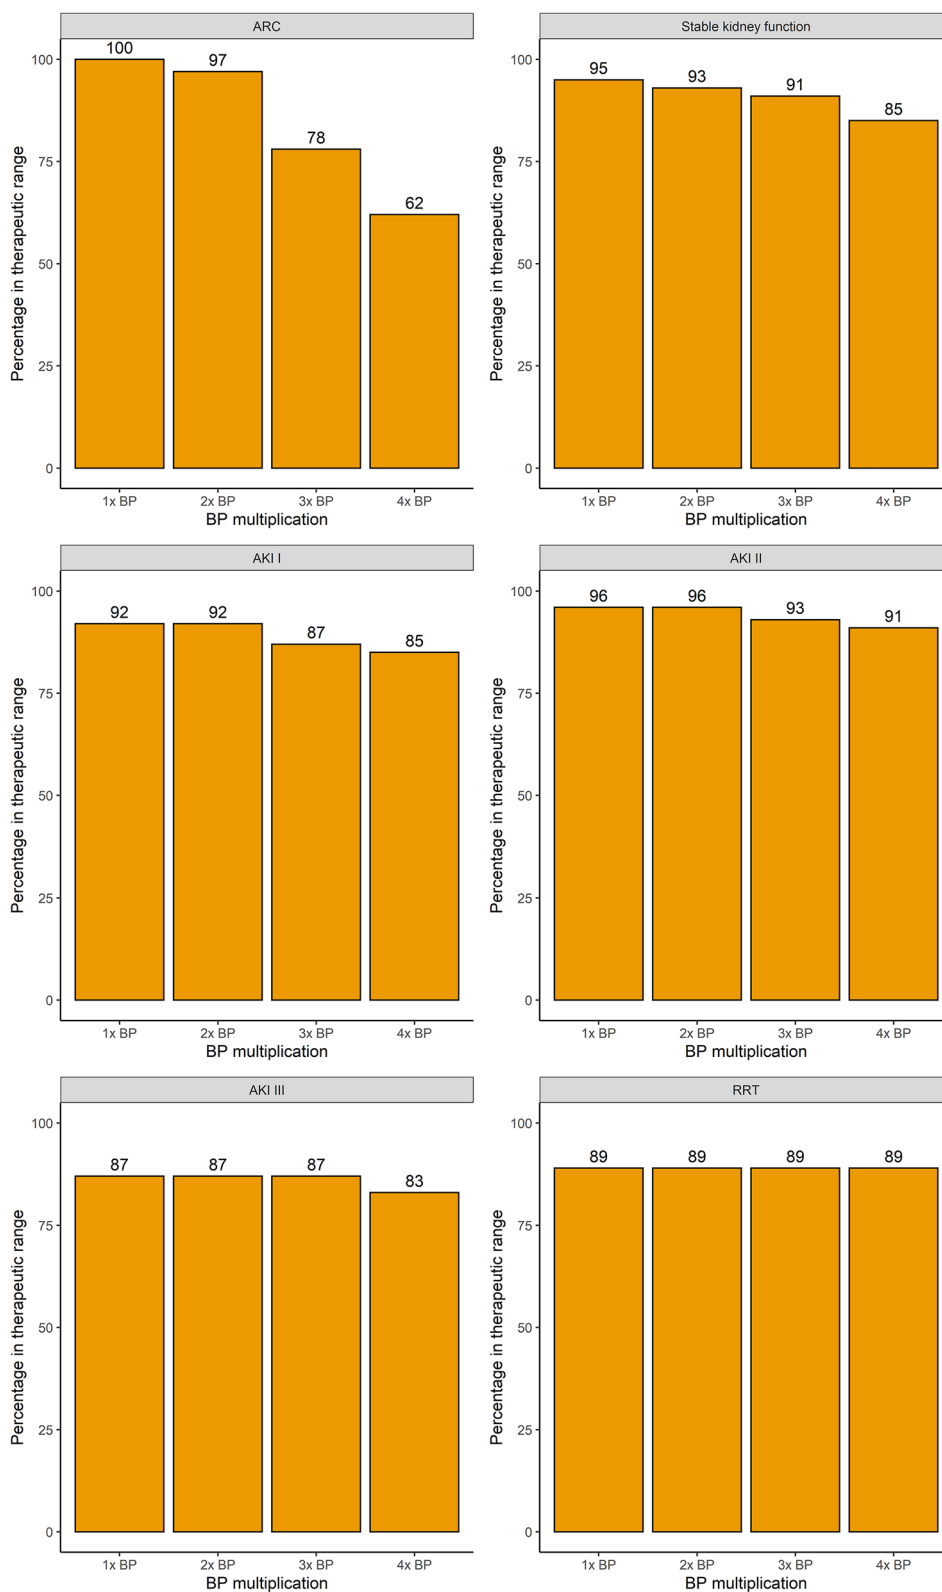 ARC
Percentage in therapeutic range
100
75
50
25
0
100
97
78
62
1x BP 2x BP 3x BP 4x BP
BP multiplication
Stable kidney function
Percentage in therapeutic range
100
75
50
25
0
95
93
91
85
1x BP 2x BP 3x BP 4x BP
BP multiplication
AKI I
Percentage in therapeutic range
100
75
50
25
0
92
92
87
85
1x BP 2x BP 3x BP 4x BP
BP multiplication
AKI II
Percentage in therapeutic range
100
75
50
25
0
96
96
93
91
1x BP 2x BP 3x BP 4x BP
BP multiplication
AKI III
Percentage in therapeutic range
100
75
50
25
0
87
87
87
83
1x BP 2x BP 3x BP 4x BP
BP multiplication
RRT
Percentage in therapeutic range
100
75
50
25
0
89
89
89
89
1x BP 2x BP 3x BP 4x BP
BP multiplication